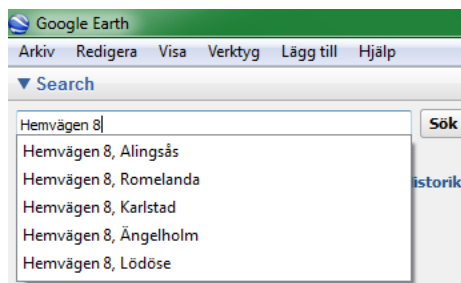 Google Earth
Arkiv Redigera Visa Verktyg Lägg till Hjälp
▼ Search
Hemvägen 8 Sök
Hemvägen 8, Alingsås
Hemvägen 8, Romelanda
istorik
Hemvägen 8, Karlstad
Hemvägen 8, Ängelholm
Hemvägen 8, Lödöse